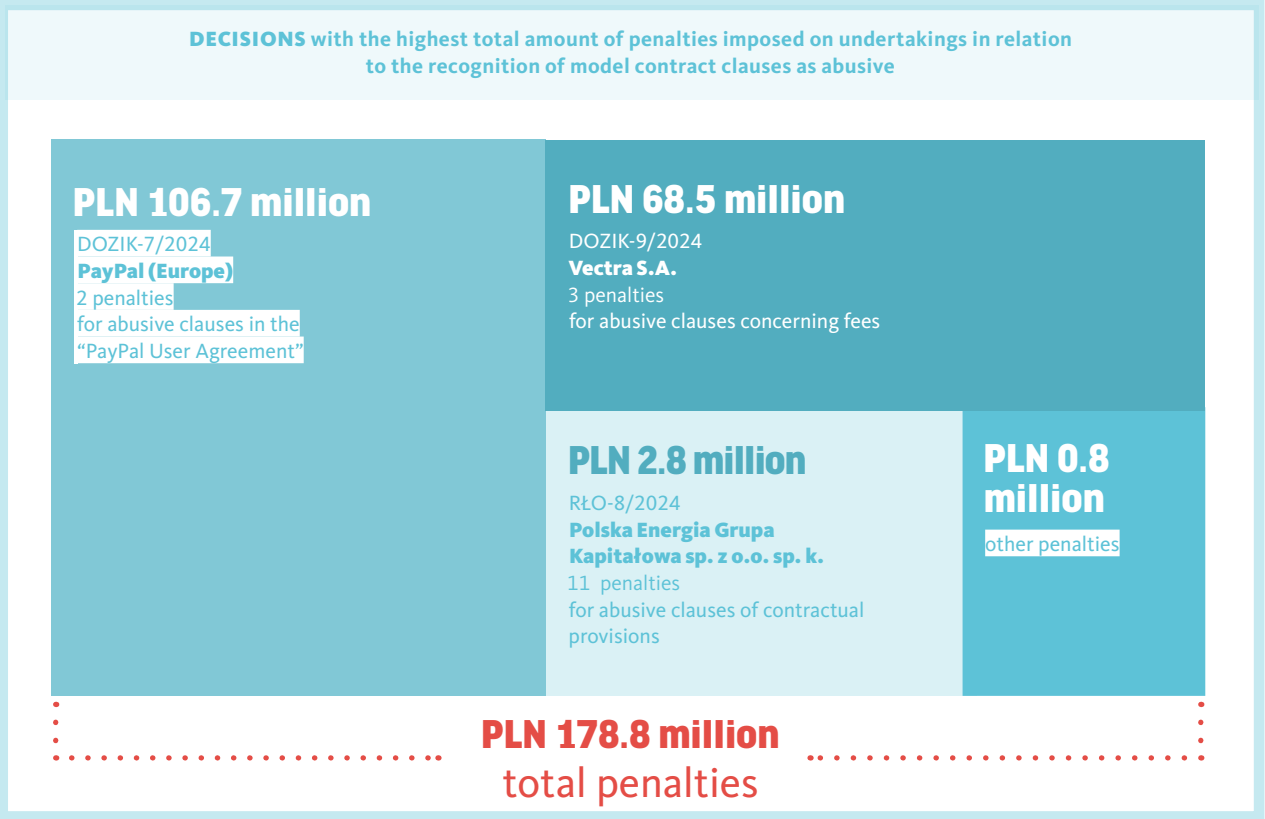 DECISIONS with the highest total amount of penalties imposed on undertakings in relation
to the recognition of model contract clauses as abusive
PLN 106.7 million
DOZIK-7/2024
PayPal (Europe)
2 penalties
for abusive clauses in the
“PayPal User Agreement”
PLN 68.5 million
DOZIK-9/2024
Vectra S.A.
3 penalties
for abusive clauses concerning fees
PLN 2.8 million
RŁO-8/2024
Polska Energia Grupa
Kapitałowa sp. z o.o. sp. k.
11 penalties
for abusive clauses of contractual
provisions
PLN 0.8
million
other penalties
PLN 178.8 million
total penalties